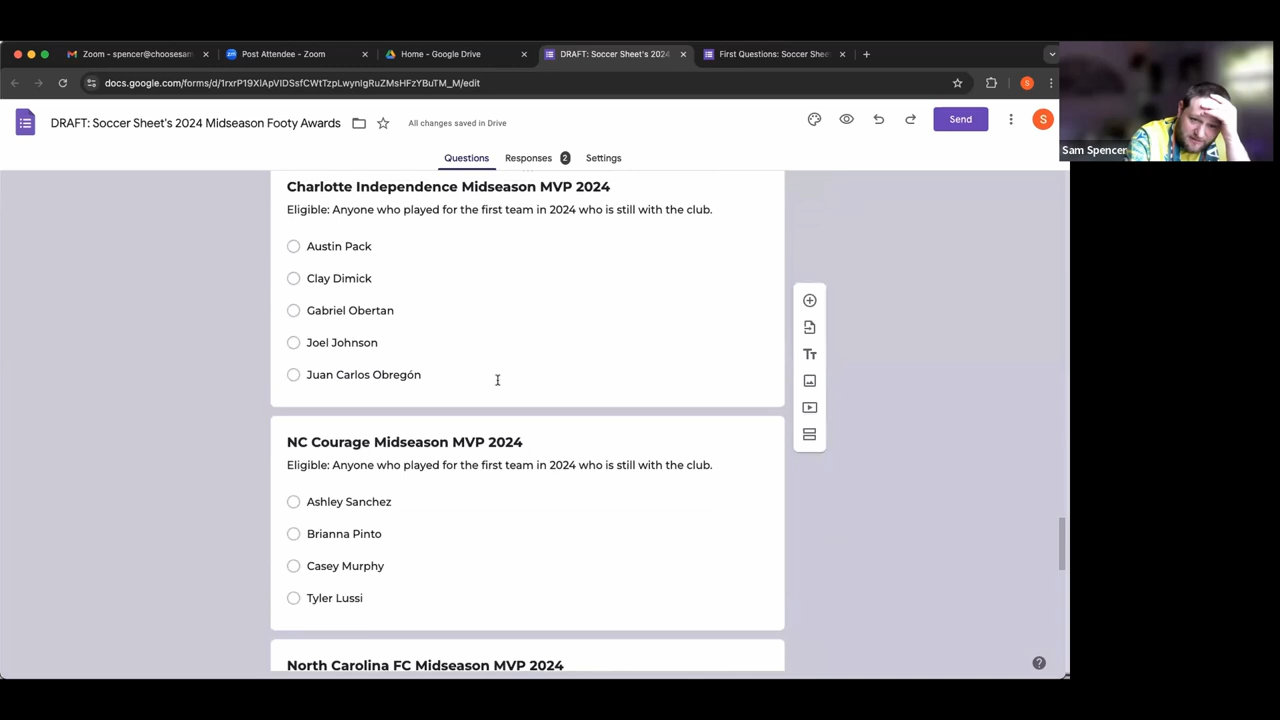 Zoom - spencer@choosesan
Post Attendee - Zoom
Home - Google Drive
DRAFT: Soccer Sheet's 2024
First Questions: Soccer Shee
docs.google.com/forms/d/1rxrP19XlApVIDSsfCWtTzpLwynIgRuZMsHFzYBuTM_M/edit
S
DRAFT: Soccer Sheet's 2024 Midseason Footy Awards
All changes saved in Drive
Send
S
Sam Spencer
Questions
Responses 2
Settings
Charlotte Independence Midseason MVP 2024
Eligible: Anyone who played for the first team in 2024 who is still with the club.
Austin Pack
Clay Dimick
Gabriel Obertan
Joel Johnson
Juan Carlos Obregón
NC Courage Midseason MVP 2024
Eligible: Anyone who played for the first team in 2024 who is still with the club.
Ashley Sanchez
Brianna Pinto
Casey Murphy
Tyler Lussi
North Carolina FC Midseason MVP 2024